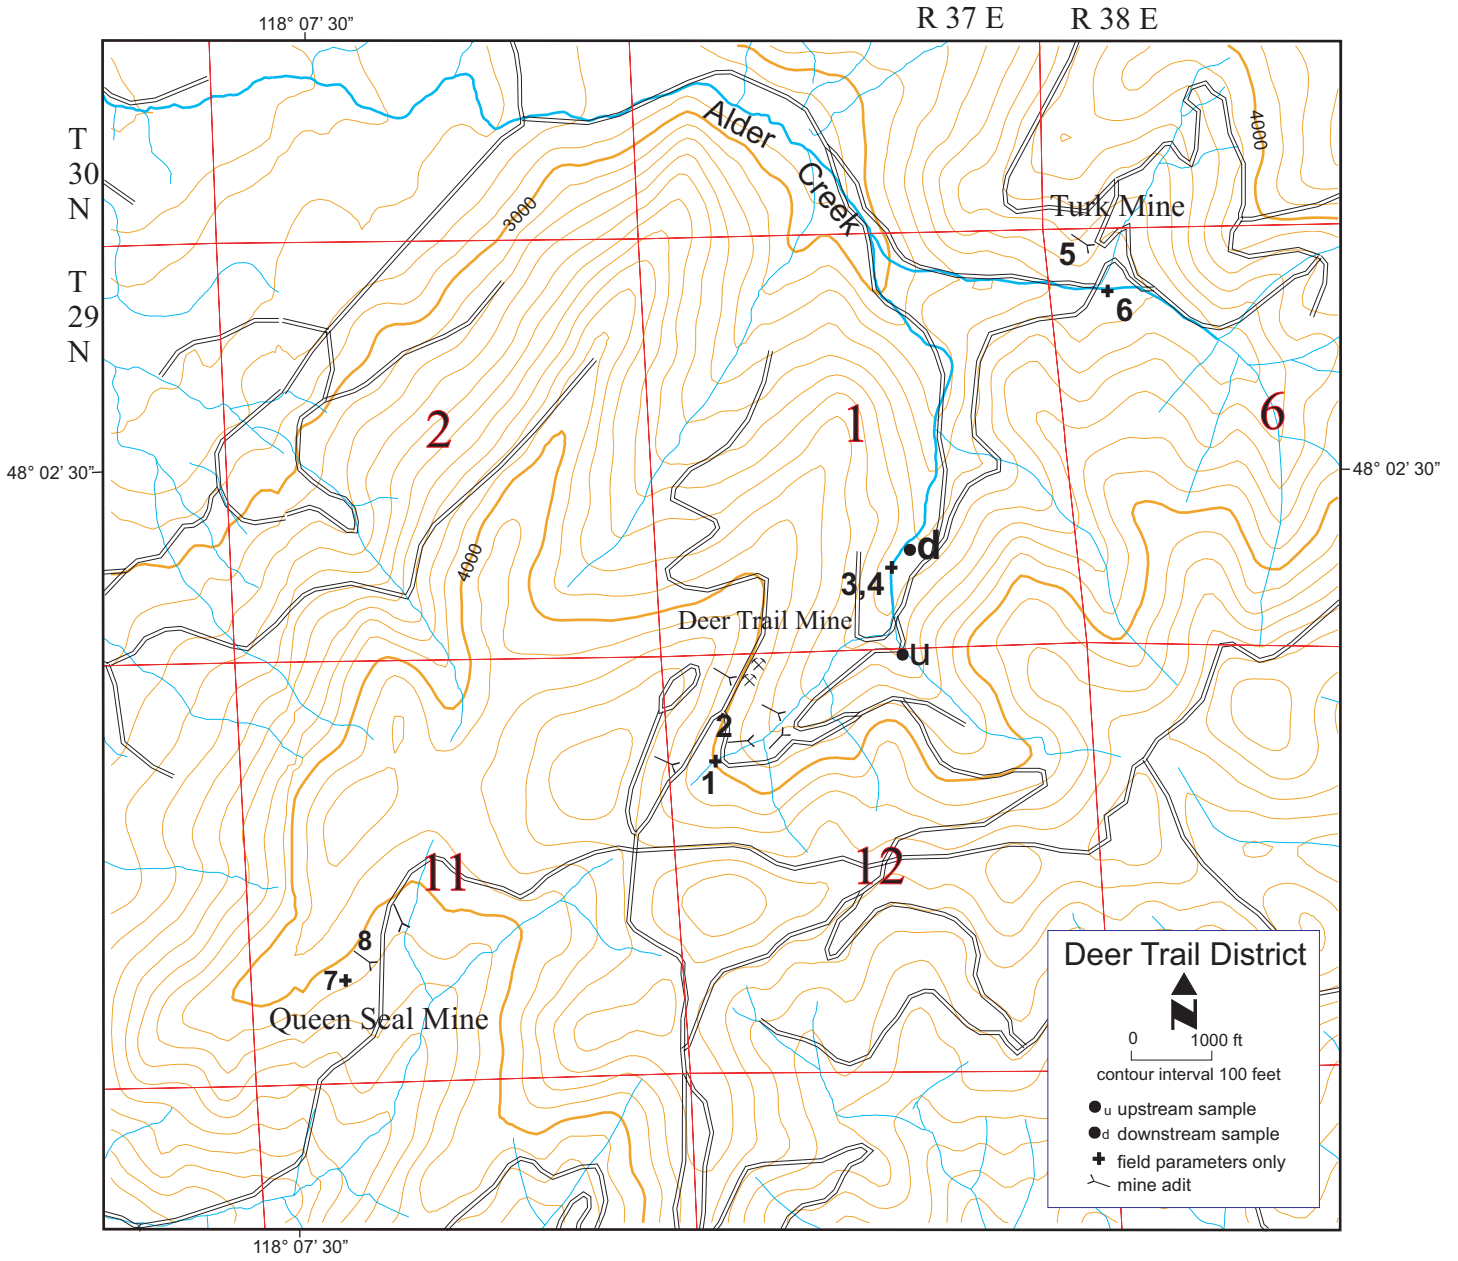 118° 07’ 30”
R 37 E
R 38 E
T
30
N
T
29
N
Alder
Creek
3000
4000
Turk Mine
5
6
2
1
6
48° 02’ 30”
48° 02’ 30”
4000
d
3,4
Deer Trail Mine
u
2
1
11
12
8
7
Queen Seal Mine
Deer Trail District
N
0 1000 ft
contour interval 100 feet
u upstream sample
d downstream sample
field parameters only
mine adit
118° 07’ 30”